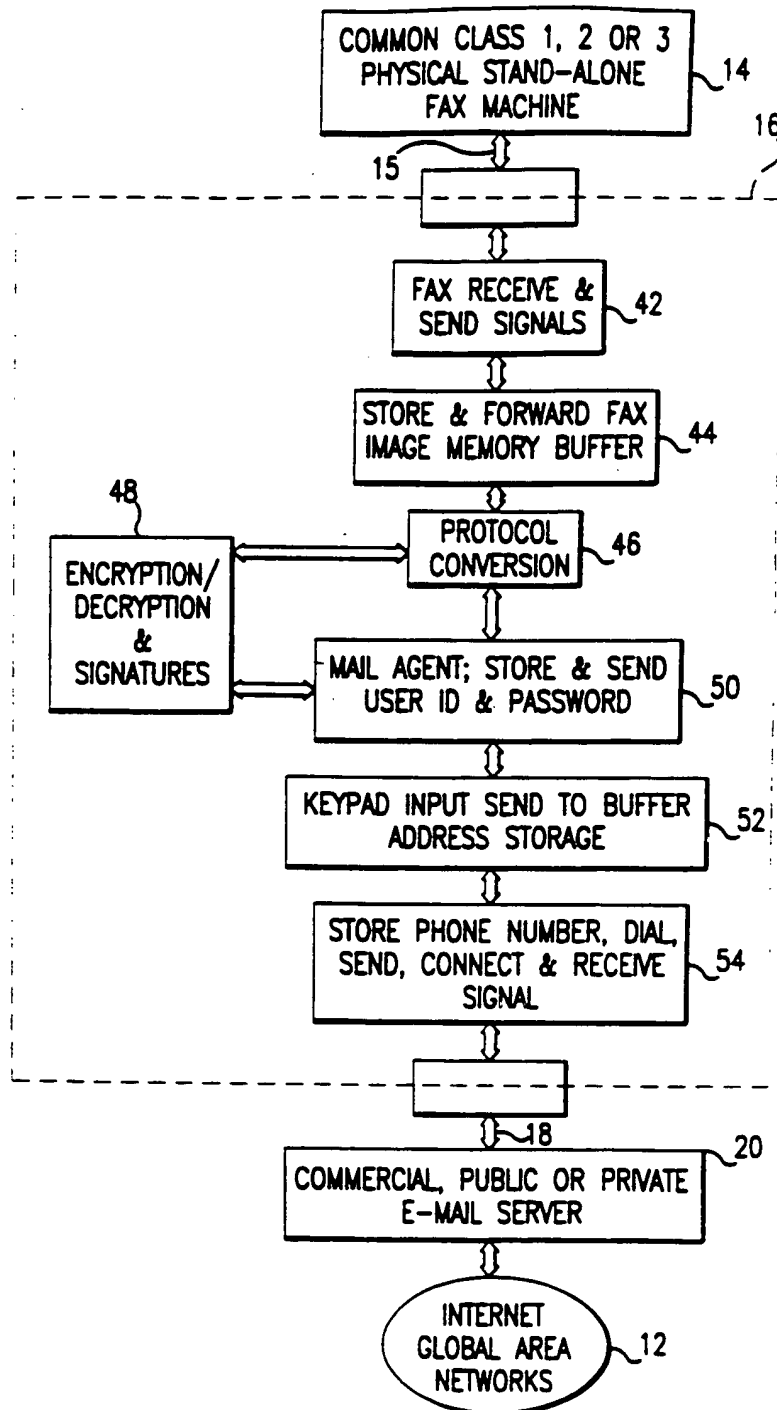 COMMON CLASS 1, 2 OR 3
PHYSICAL STAND-ALONE
FAX MACHINE
14
16
15
FAX RECEIVE &
SEND SIGNALS
42
STORE & FORWARD FAX
IMAGE MEMORY BUFFER
44
48
PROTOCOL
CONVERSION
46
ENCRYPTION/
DECRYPTION
&
SIGNATURES
MAIL AGENT; STORE & SEND
USER ID & PASSWORD
50
KEYPAD INPUT SEND TO BUFFER
ADDRESS STORAGE
52
STORE PHONE NUMBER, DIAL,
SEND, CONNECT & RECEIVE
SIGNAL
54
18
20
COMMERCIAL, PUBLIC OR PRIVATE
E-MAIL SERVER
INTERNET
GLOBAL AREA
NETWORKS
12